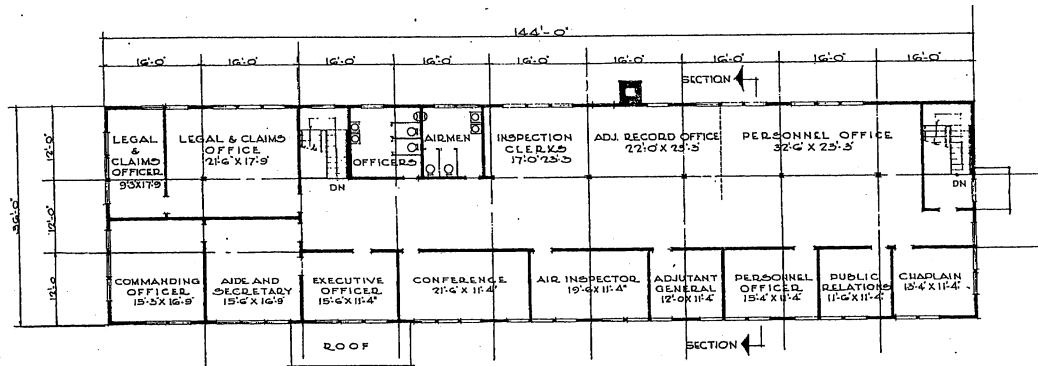 144'-0"
16'-0" 16'-0" 16'-0" 16'-0" 16'-0" 16'-0" 16'-0" 16'-0" 16'-0"
SECTION
36'-0"
12'-0"
12'-0"
12'-0"
LEGAL
&
CLAIMS
OFFICER
9'3X17'9
LEGAL & CLAIMS
OFFICE
21'-6" X 17'-9"
DN
OFFICERS
AIRMEN
INSPECTION
CLERKS
17'0"23'3
ADJ. RECORD OFFICE
22'-0" X 23'-3"
PERSONNEL OFFICE
32'-6" X 23'-3"
DN
COMMANDING
OFFICER
15'-3" X 16'-9"
AIDE AND
SECRETARY
15'-6" X 16'-9"
EXECUTIVE
OFFICER
15'-6" X 11'-4"
CONFERENCE
21'-6" X 11'-4"
AIR INSPECTOR
19'-6 X 11'-4"
ADJUTANT
GENERAL
12'-0 X 11'-4
PERSONNEL
OFFICER
15'-4" X 11'-4"
PUBLIC
RELATIONS
11'-6" X 11'-4"
CHAPLAIN
13'-4" X 11'-4"
ROOF
SECTION